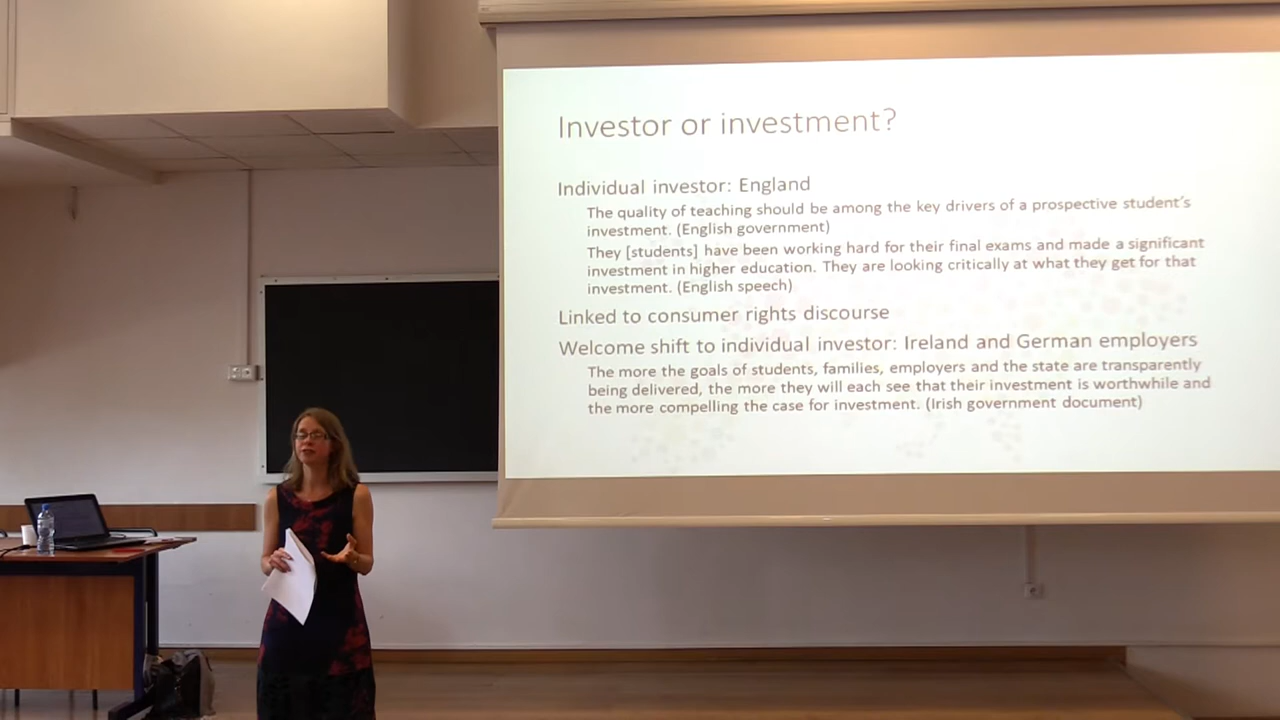 Investor or investment?
Individual investor: England
The quality of teaching should be among the key drivers of a prospective student's
investment. (English government)
They [students] have been working hard for their final exams and made a significant
investment in higher education. They are looking critically at what they get for that
investment. (English speech)
Linked to consumer rights discourse
Welcome shift to individual investor: Ireland and German employers
The more the goals of students, families, employers and the state are transparently
being delivered, the more they will each see that their investment is worthwhile and
the more compelling the case for investment. (Irish government document)